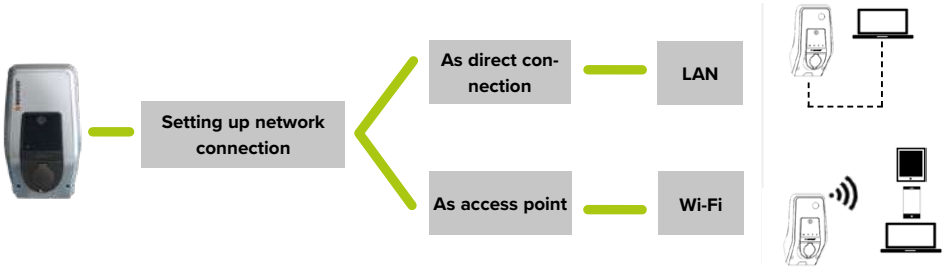 As direct con-
nection
LAN
Setting up network
connection
As access point
Wi-Fi